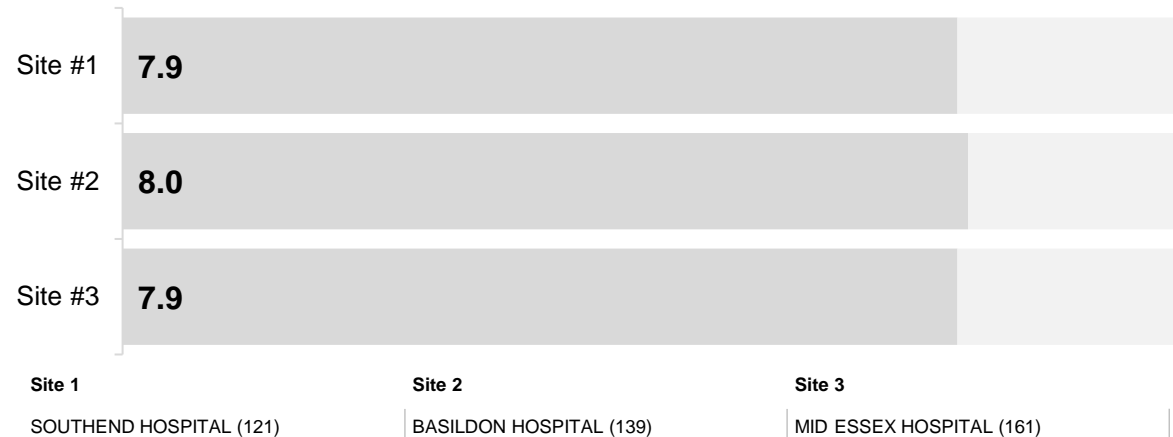 Site #1 7.9
Site #2 8.0
Site #3 7.9
Site 1 Site 2 Site 3
SOUTHEND HOSPITAL (121) BASILDON HOSPITAL (139) MID ESSEX HOSPITAL (161)